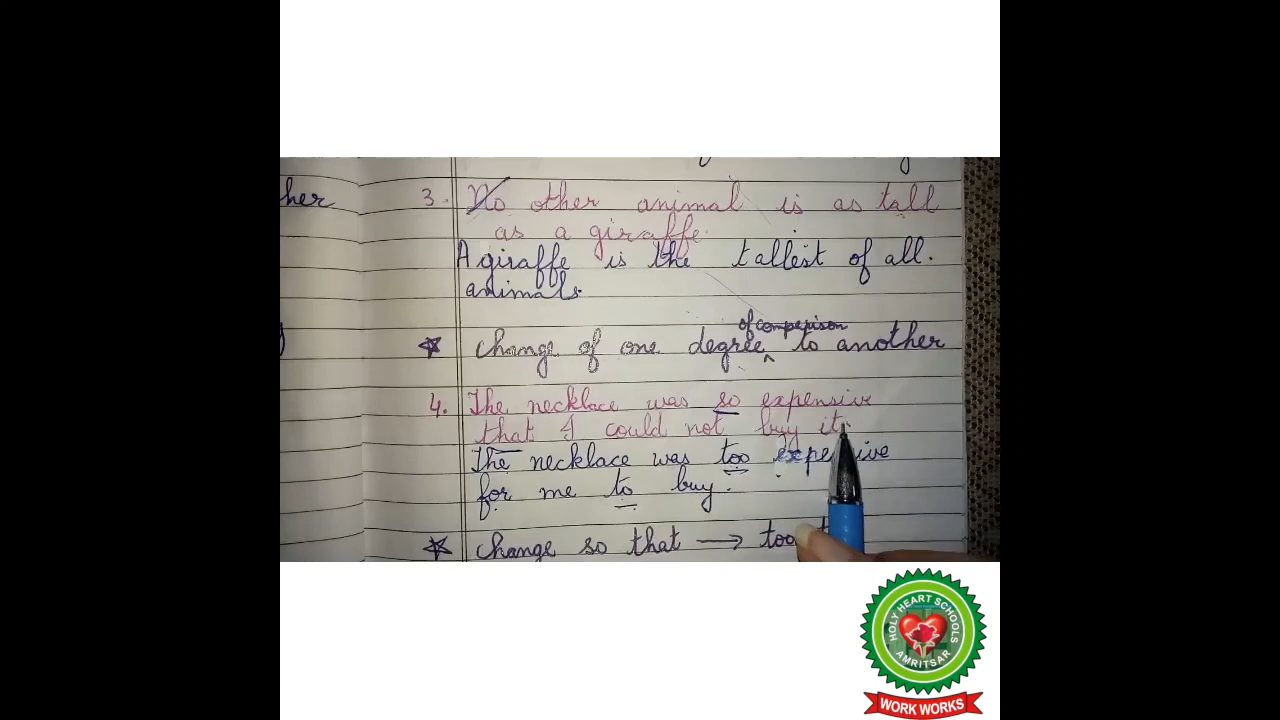 her
3. No other animal is as tall
as a giraffe.
A giraffe is the tallest of all.
animals.
of comperison
★ change of one degree ^ to another
4. The necklace was so expensive
that I could not buy it.
The necklace was too expensive
for me to buy.
★ change so that → too
HOLY HEART SCHOOLS
AMRITSAR
WORK WORKS